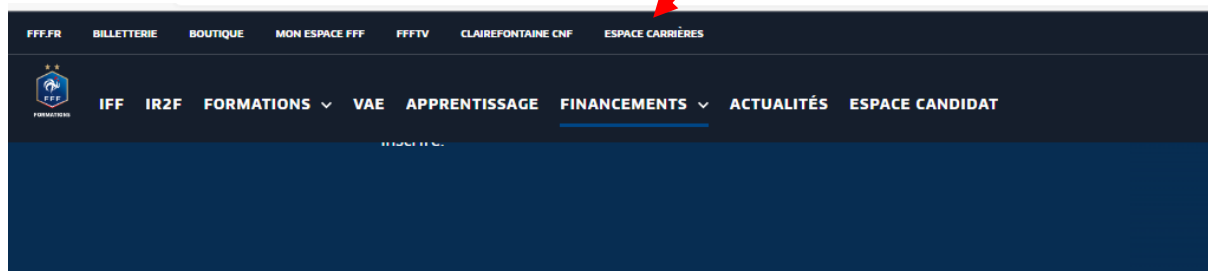 FFF.FR BILLETTERIE BOUTIQUE MON ESPACE FFF FFFTV CLAIREFONTAINE CNF ESPACE CARRIÈRES
FFF
FORMATIONS
IFF IR2F FORMATIONS VAE APPRENTISSAGE FINANCEMENTS ACTUALITÉS ESPACE CANDIDAT